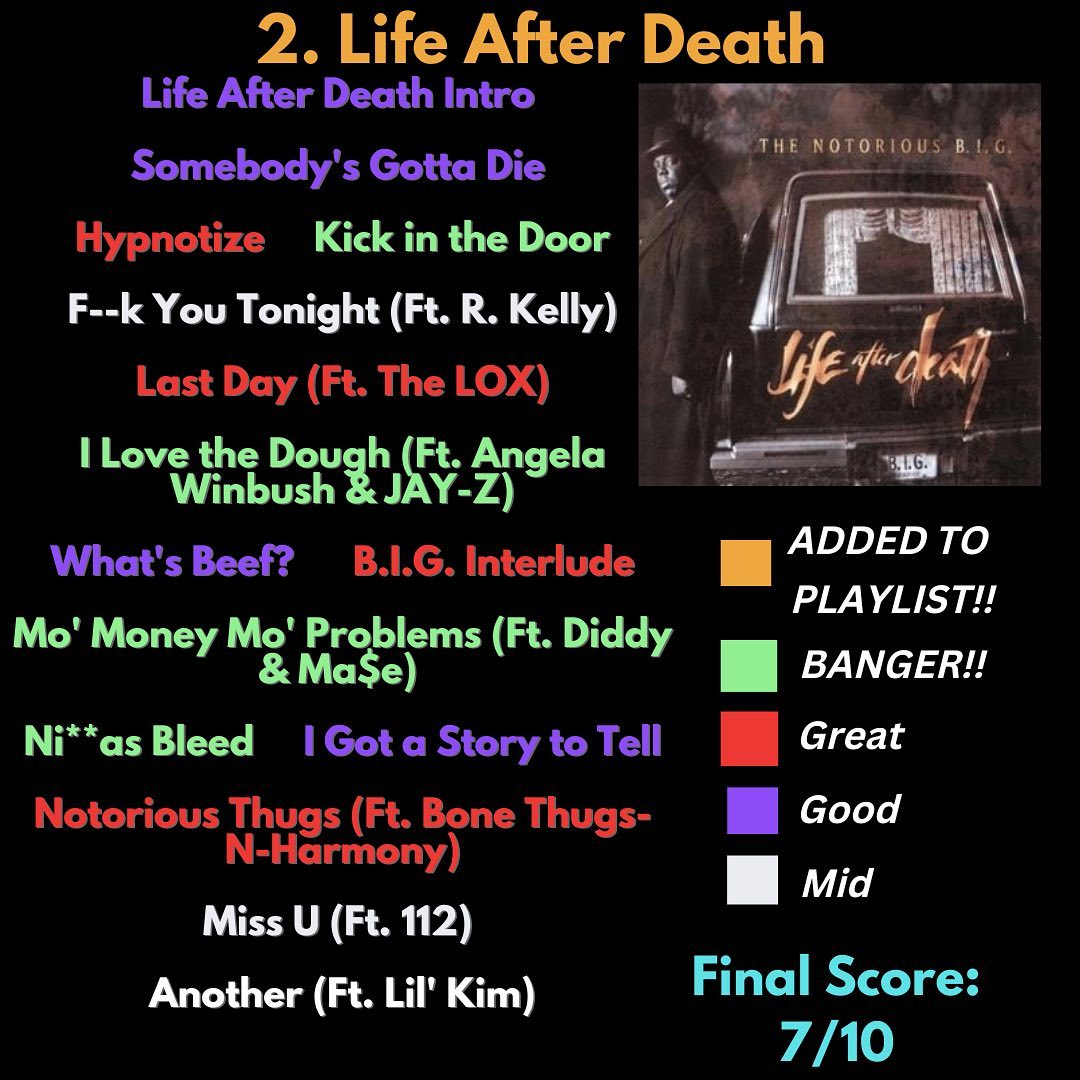 2. Life After Death
Life After Death Intro
Somebody's Gotta Die
Hypnotize Kick in the Door
F--k You Tonight (Ft. R. Kelly)
Last Day (Ft. The LOX)
I Love the Dough (Ft. Angela
Winbush & JAY-Z)
What's Beef? B.I.G. Interlude
Mo' Money Mo' Problems (Ft. Diddy
& Ma$e)
Ni**as Bleed I Got a Story to Tell
Notorious Thugs (Ft. Bone Thugs-
N-Harmony)
Miss U (Ft. 112)
Another (Ft. Lil' Kim)
THE NOTORIOUS B.I.G.
Life after death
B.I.G.
ADDED TO
PLAYLIST!!
BANGER!!
Great
Good
Mid
Final Score:
7/10